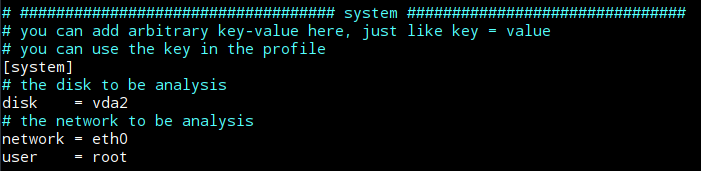 # ################################### system ###############################
# you can add arbitrary key-value here, just like key = value
# you can use the key in the profile
[system]
# the disk to be analysis
disk    = vda2
# the network to be analysis
network = eth0
user    = root